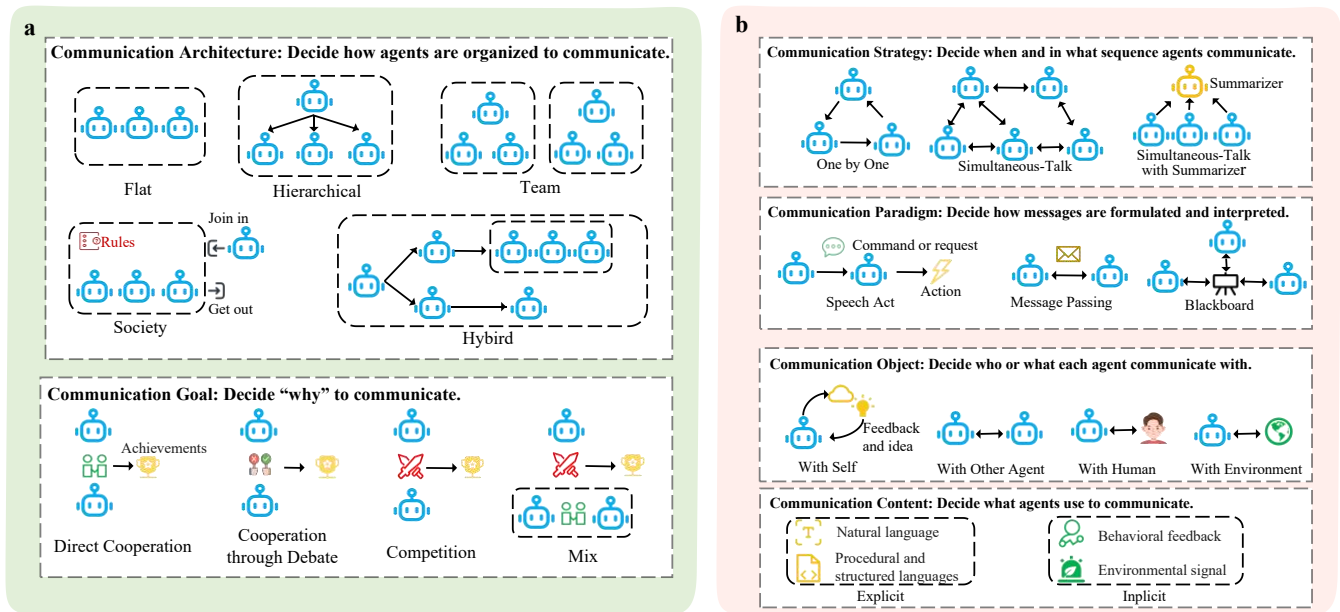 a
Communication Architecture: Decide how agents are organized to communicate.
Flat
Hierarchical
Team
Rules
Join in
Get out
Society
Hybird
Communication Goal: Decide “why” to communicate.
Achievements
Direct Cooperation
Cooperation
through Debate
Competition
Mix
b
Communication Strategy: Decide when and in what sequence agents communicate.
Summarizer
One by One
Simultaneous-Talk
Simultaneous-Talk
with Summarizer
Communication Paradigm: Decide how messages are formulated and interpreted.
Command or request
Speech Act
Action
Message Passing
Blackboard
Communication Object: Decide who or what each agent communicate with.
Feedback
and idea
With Self
With Other Agent
With Human
With Environment
Communication Content: Decide what agents use to communicate.
T
Natural language
Procedural and
structured languages
Explicit
Behavioral feedback
Environmental signal
Inplicit